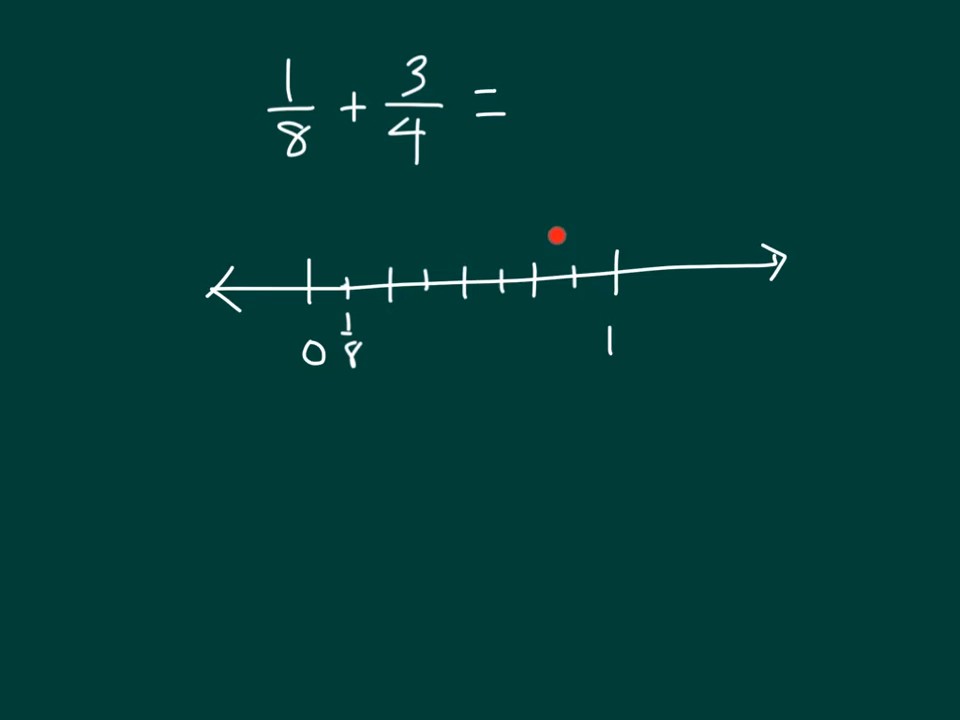 1/8 + 3/4 =
0 1/8 1